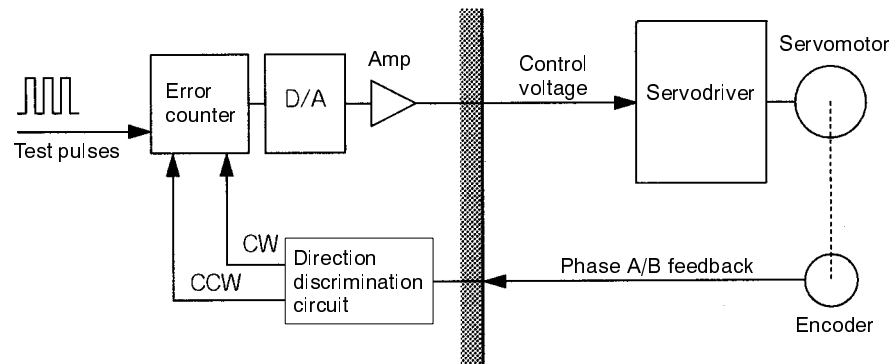 Test pulses
Error
counter
D/A
Amp
Control
voltage
Servodriver
Servomotor
CW
CCW
Direction
discrimination
circuit
Phase A/B feedback
Encoder